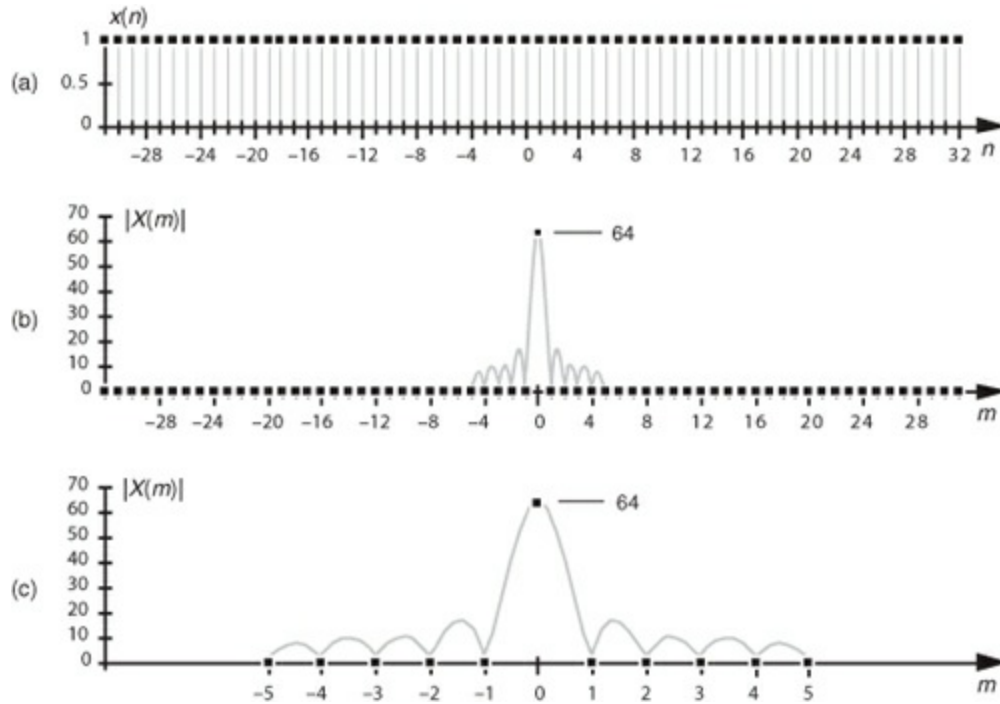 x(n)
(a)
1
0.5
0
–28 –24 –20 –16 –12 –8 –4 0 4 8 12 16 20 24 28 32 n
|X(m)|
(b)
70
60
50
40
30
20
10
0
64
–28 –24 –20 –16 –12 –8 –4 0 4 8 12 16 20 24 28 m
|X(m)|
(c)
70
60
50
40
30
20
10
0
64
–5 –4 –3 –2 –1 0 1 2 3 4 5 m